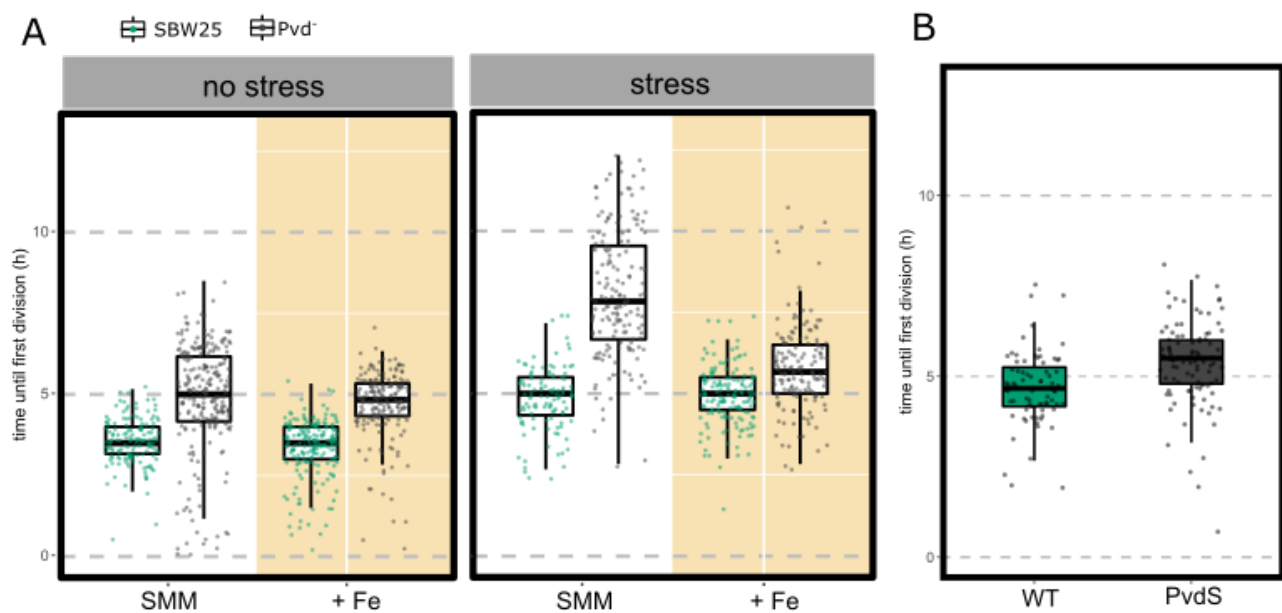 A
SBW25 Pvd⁻
no stress
stress
time until first division (h)
10
5
0
SMM + Fe
SMM + Fe
B
time until first division (h)
10
5
0
WT PvdS